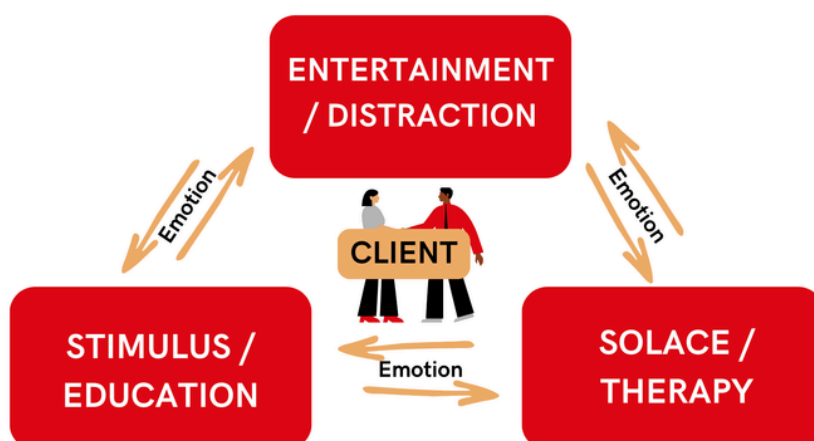 ENTERTAINMENT
/ DISTRACTION
Emotion
Emotion
CLIENT
STIMULUS /
EDUCATION
Emotion
SOLACE /
THERAPY